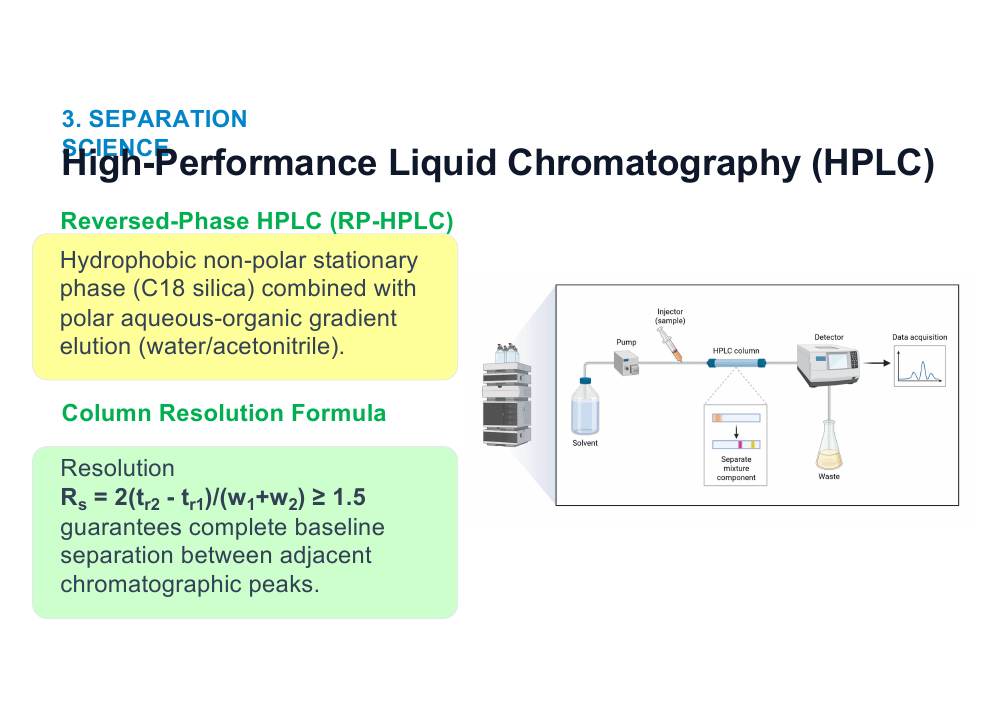 3. SEPARATION
SCIENCE
High-Performance Liquid Chromatography (HPLC)
Reversed-Phase HPLC (RP-HPLC)
Hydrophobic non-polar stationary
phase (C18 silica) combined with
polar aqueous-organic gradient
elution (water/acetonitrile).
Column Resolution Formula
Resolution
Rs = 2(tr2 - tr1)/(w1+w2) ≥ 1.5
guarantees complete baseline
separation between adjacent
chromatographic peaks.
Injector
(sample)
Pump
HPLC column
Detector
Data acquisition
Solvent
Separate
mixture
component
Waste